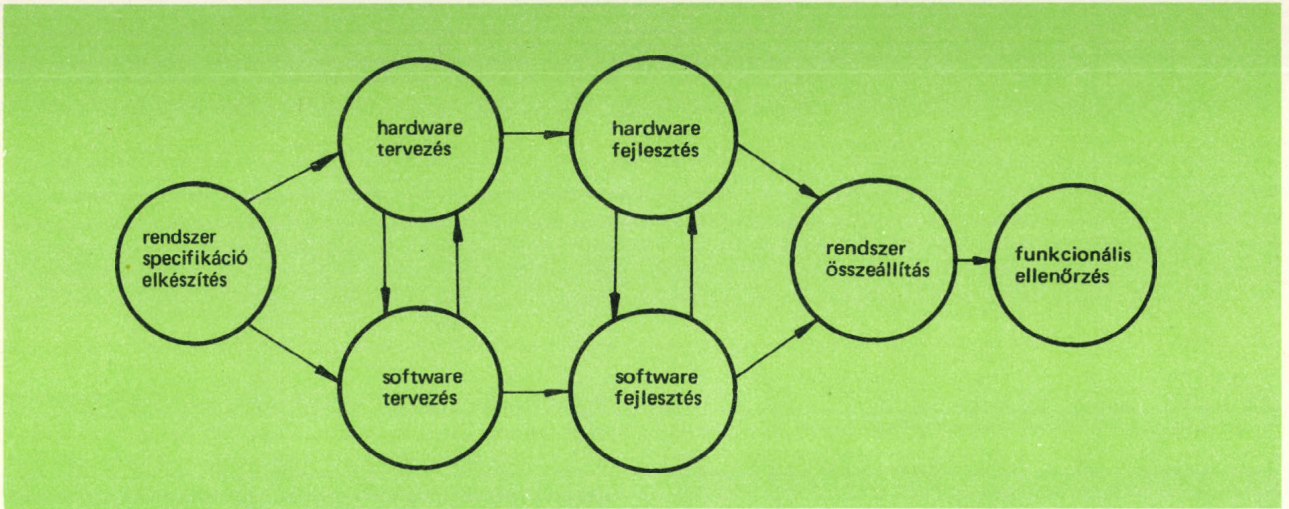 rendszer
specifikáció
elkészítés
hardware
tervezés
software
tervezés
hardware
fejlesztés
software
fejlesztés
rendszer
összeállítás
funkcionális
ellenőrzés